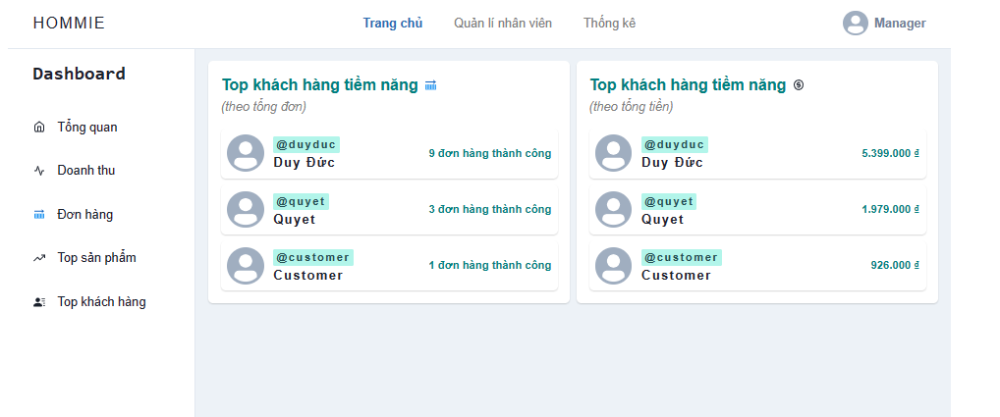 HOMMIE
Trang chủ
Quản lí nhân viên
Thống kê
Manager
Dashboard
Tổng quan
Doanh thu
Đơn hàng
Top sản phẩm
Top khách hàng
Top khách hàng tiềm năng
(theo tổng đơn)
@duyduc
Duy Đức
9 đơn hàng thành công
@quyet
Quyet
3 đơn hàng thành công
@customer
Customer
1 đơn hàng thành công
Top khách hàng tiềm năng
(theo tổng tiền)
@duyduc
Duy Đức
5.399.000 ₫
@quyet
Quyet
1.979.000 ₫
@customer
Customer
926.000 ₫